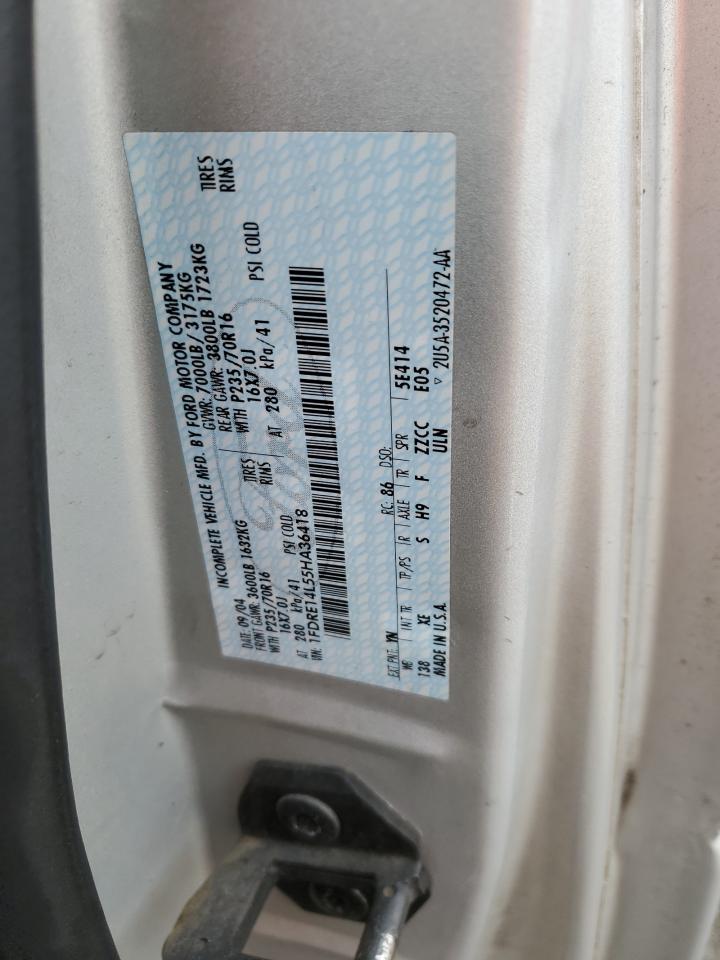 INCOMPLETE VEHICLE MFD. BY FORD MOTOR COMPANY
DATE: 09/04 GVWR: 7000LB/ 3175KG
FRONT GAWR: 3600LB 1632KG REAR GAWR: 3800LB 1723KG
WITH P235/70R16 TIRES WITH P235/70R16 TIRES
16X7.0J RIMS 16X7.0J RIMS
AT 280 kPa/41 PSI COLD AT 280 kPa/41 PSI COLD
VIN: 1FDRE14L55HA36418
Ford
EXT PNT: YN RC: 86 DSO:
WB INT TR TP/PS R AXLE TR SPR 5E414
138 XE S H9 F ZZCC E05
MADE IN U.S.A. ULN ▽ 2U5A-3520472-AA